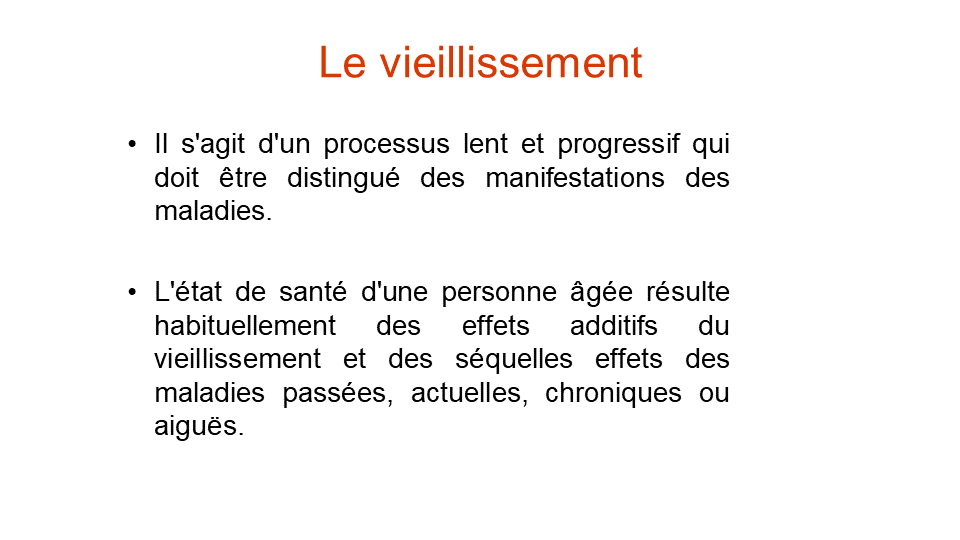 Le vieillissement
• Il s'agit d'un processus lent et progressif qui
doit être distingué des manifestations des
maladies.
• L'état de santé d'une personne âgée résulte
habituellement des effets additifs du
vieillissement et des séquelles effets des
maladies passées, actuelles, chroniques ou
aiguës.